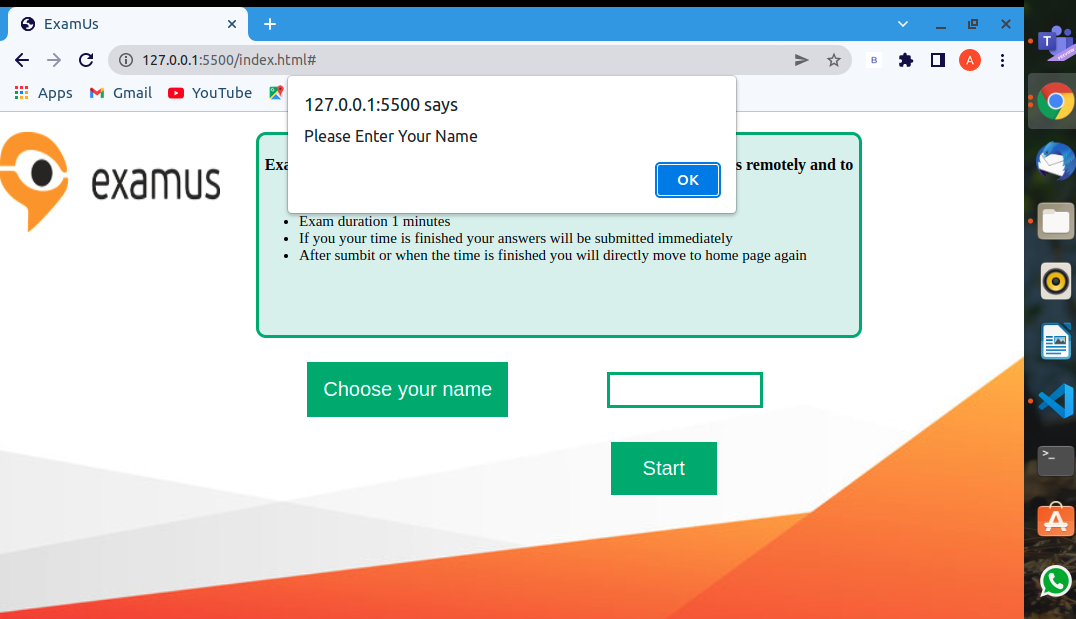 ExamUs
127.0.0.1:5500/index.html#
B
A
Apps
Gmail
YouTube
127.0.0.1:5500 says
Please Enter Your Name
OK
examus
s remotely and to
Exam duration 1 minutes
If you your time is finished your answers will be submitted immediately
After sumbit or when the time is finished you will directly move to home page again
Choose your name
Start